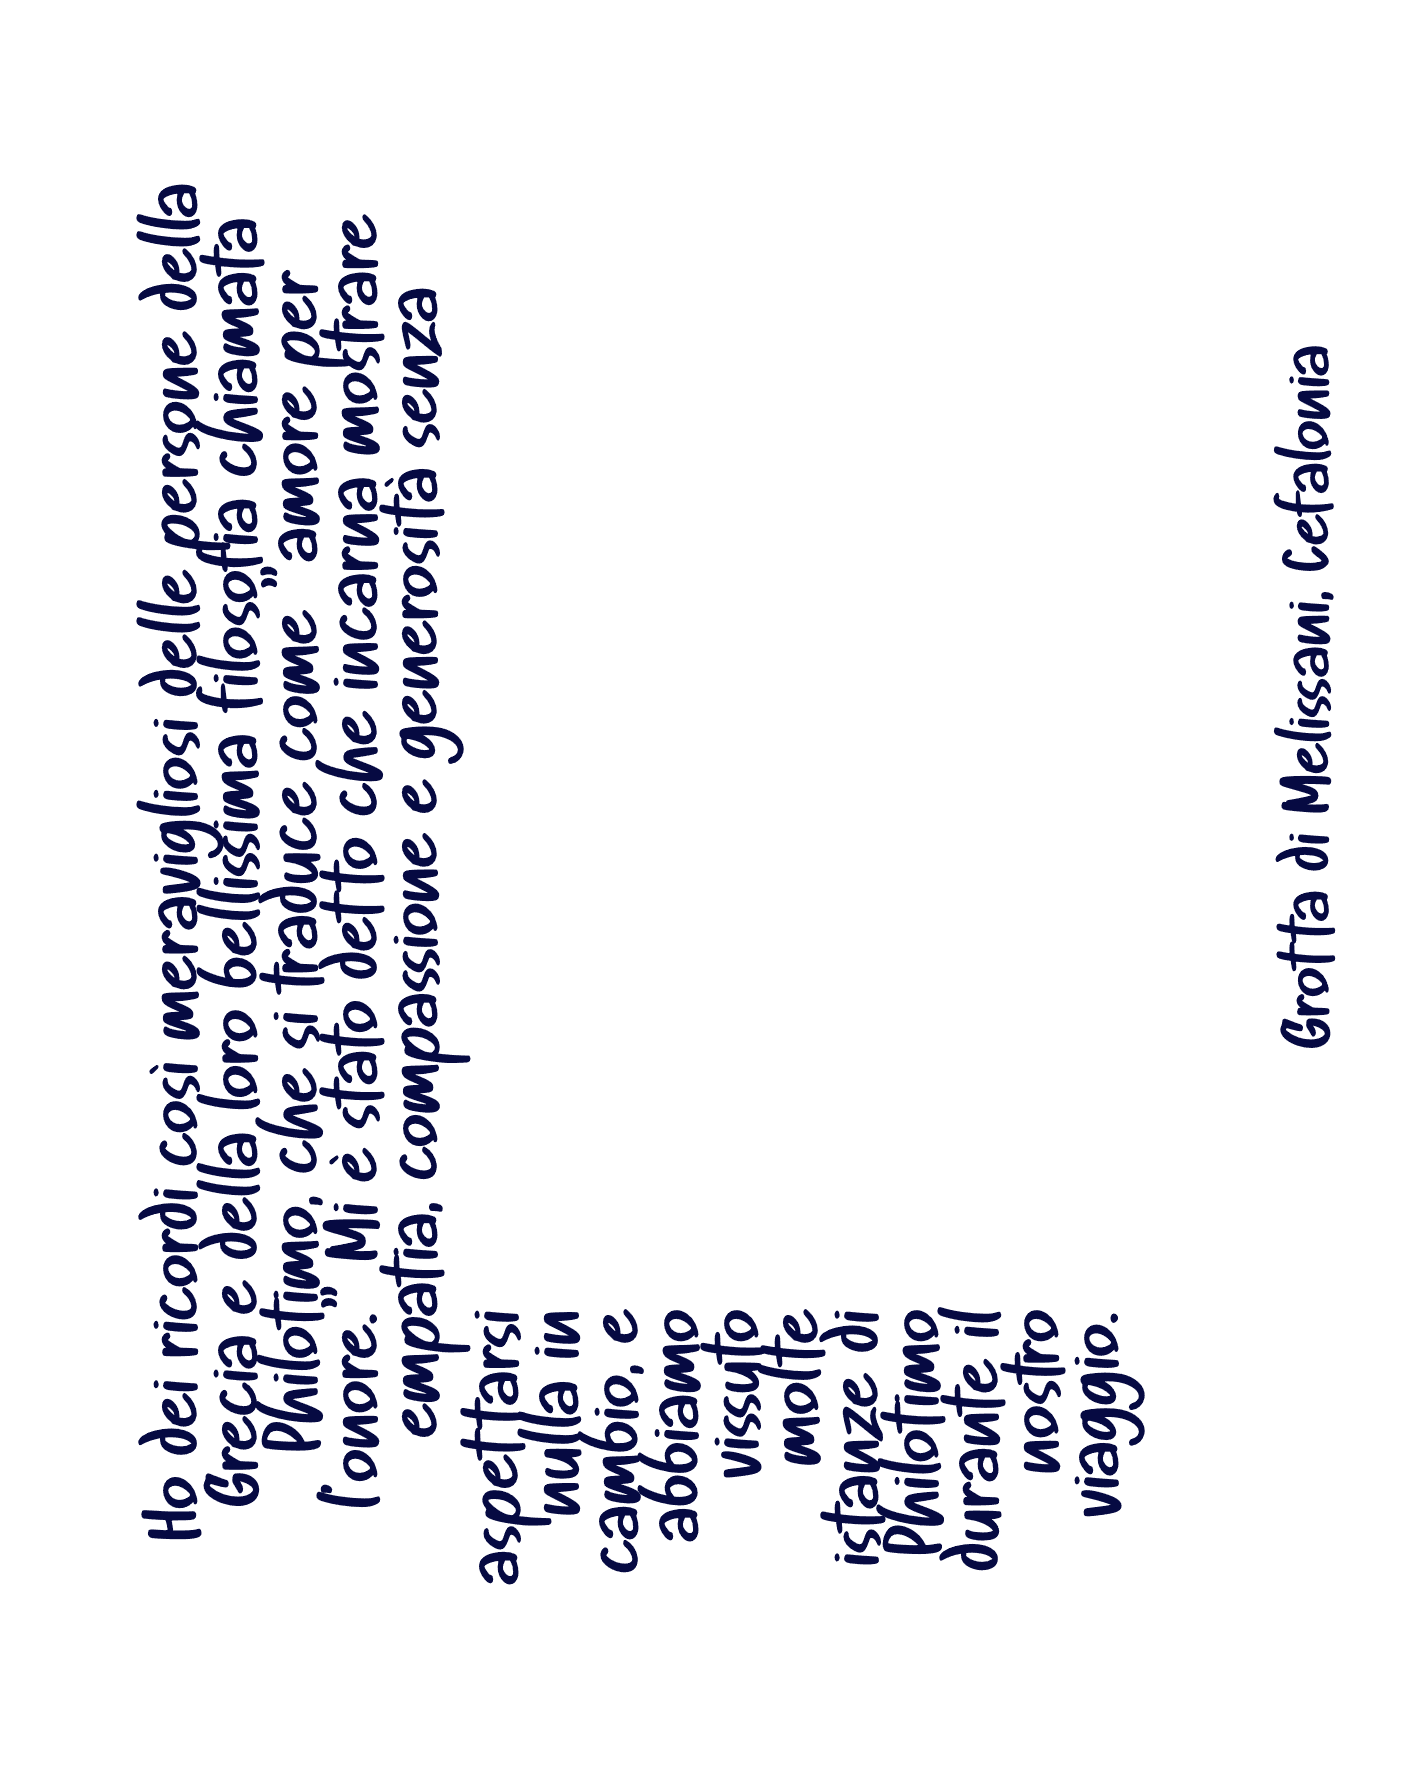 Ho dei ricordi così meravigliosi delle persone della
Grecia e della loro bellissima filosofia chiamata
Philotimo, che si traduce come "amore per
l'onore." Mi è stato detto che incarna mostrare
empatia, compassione e generosità senza
aspettarsi
nulla in
cambio, e
abbiamo
vissuto
molte
istanze di
Philotimo
durante il
nostro
viaggio.
Grotta di Melissani, Cefalonia